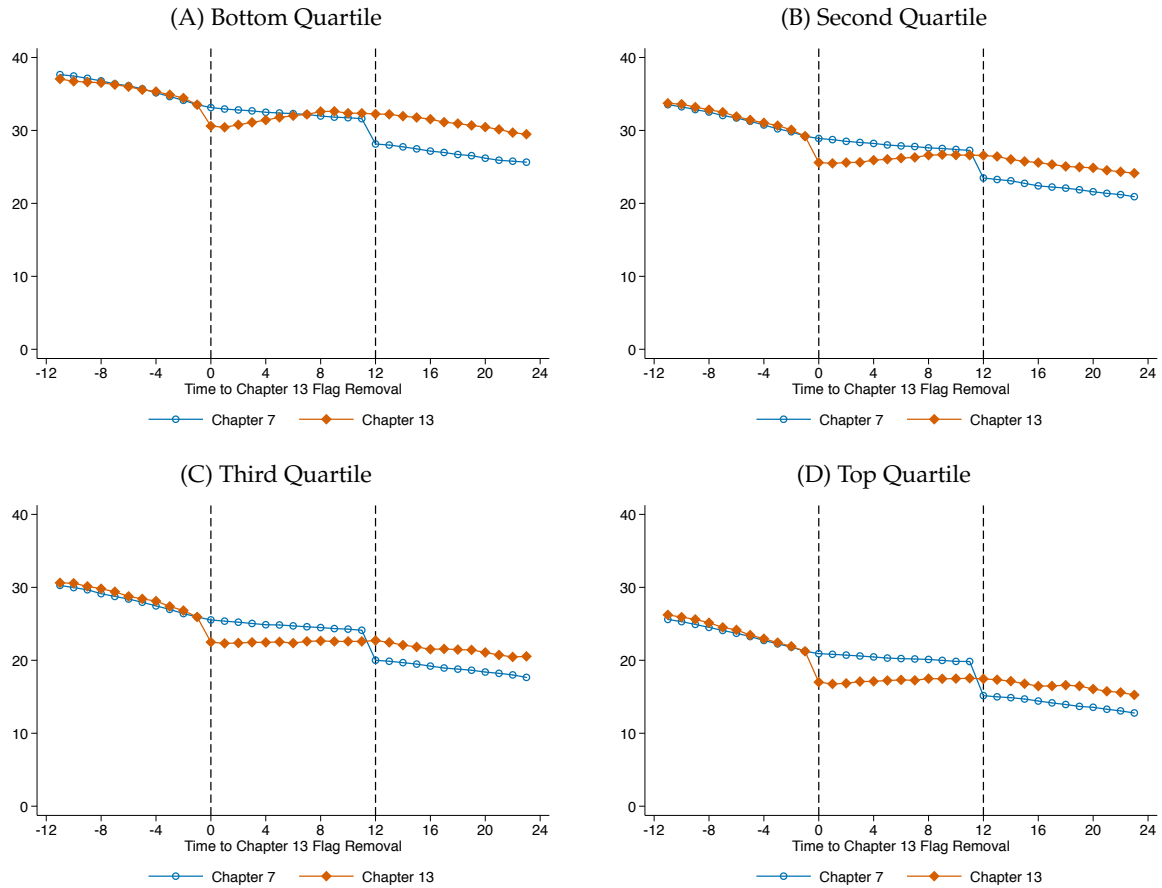 (A) Bottom Quartile
40
30
20
10
0
-12 -8 -4 0 4 8 12 16 20 24
Time to Chapter 13 Flag Removal
Chapter 7 Chapter 13
(B) Second Quartile
40
30
20
10
0
-12 -8 -4 0 4 8 12 16 20 24
Time to Chapter 13 Flag Removal
Chapter 7 Chapter 13
(C) Third Quartile
40
30
20
10
0
-12 -8 -4 0 4 8 12 16 20 24
Time to Chapter 13 Flag Removal
Chapter 7 Chapter 13
(D) Top Quartile
40
30
20
10
0
-12 -8 -4 0 4 8 12 16 20 24
Time to Chapter 13 Flag Removal
Chapter 7 Chapter 13